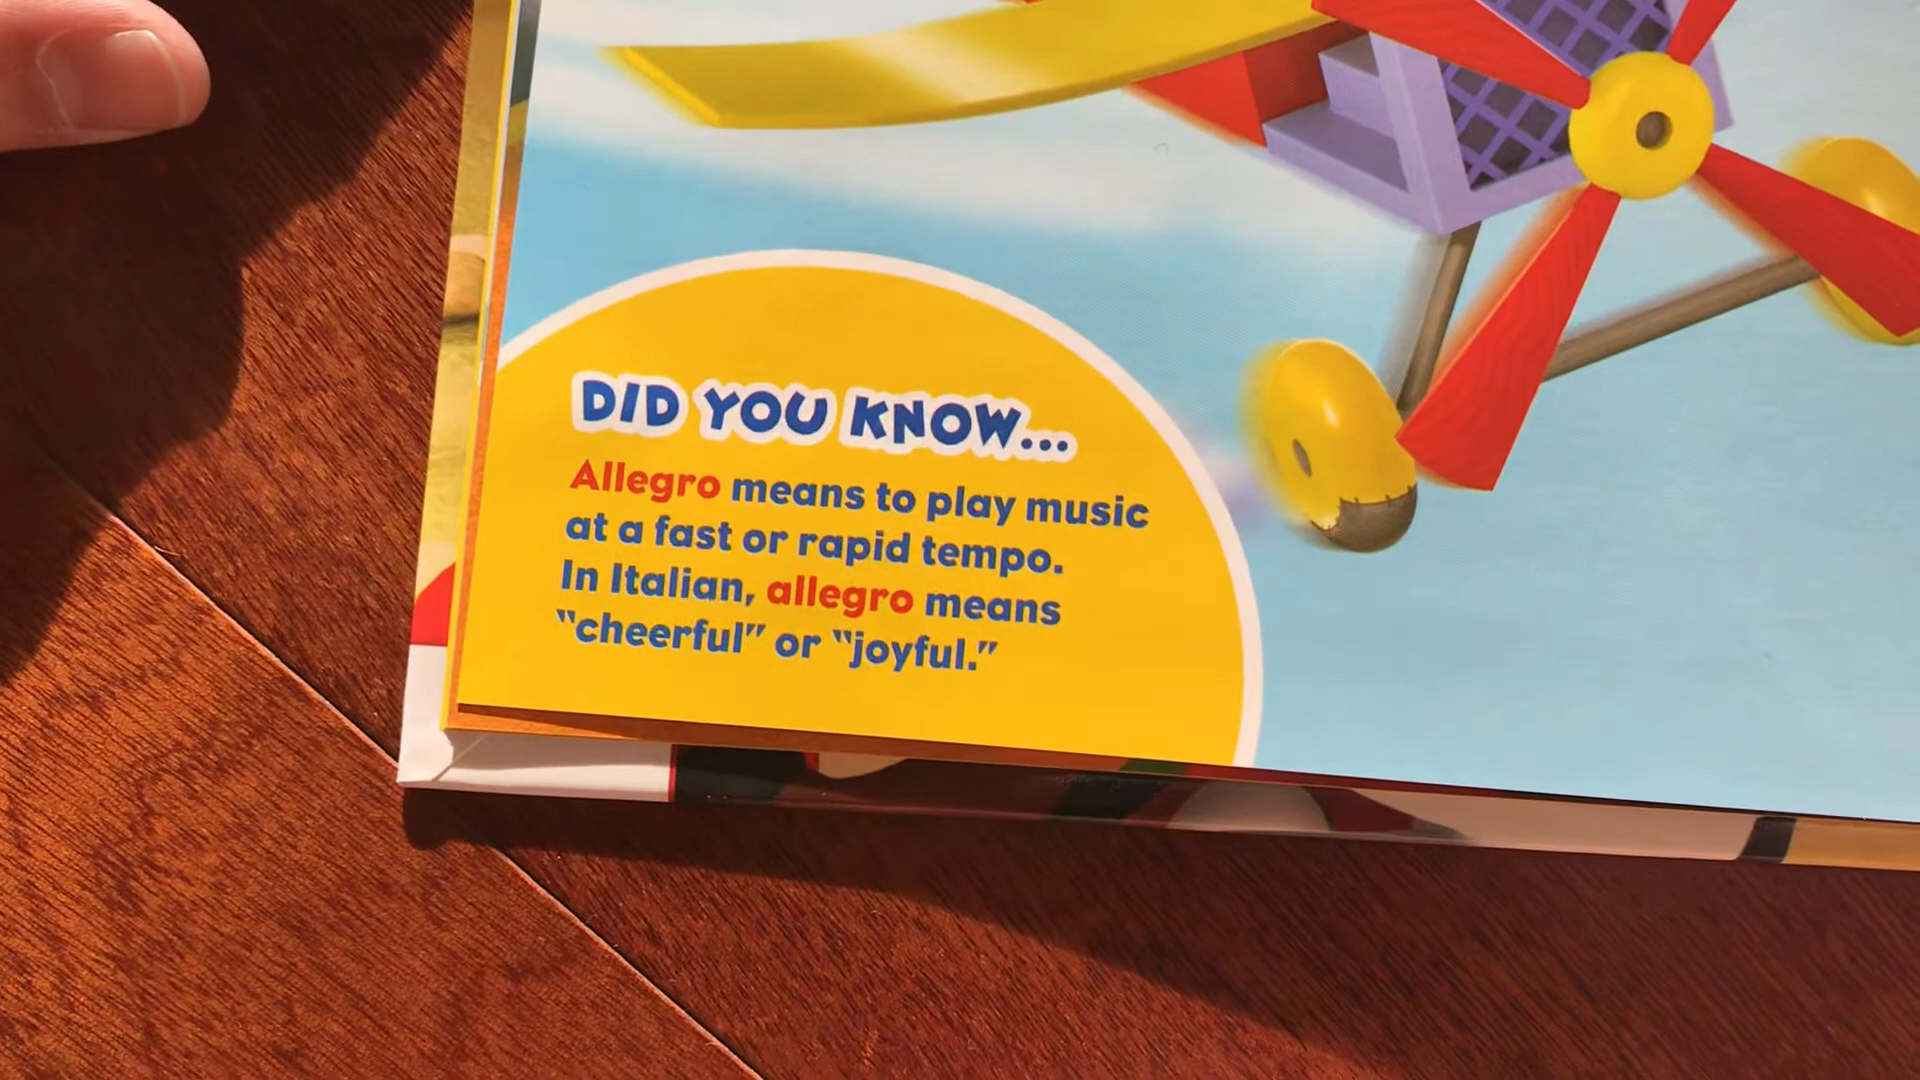 DID YOU KNOW...
Allegro means to play music
at a fast or rapid tempo.
In Italian, allegro means
"cheerful" or "joyful."